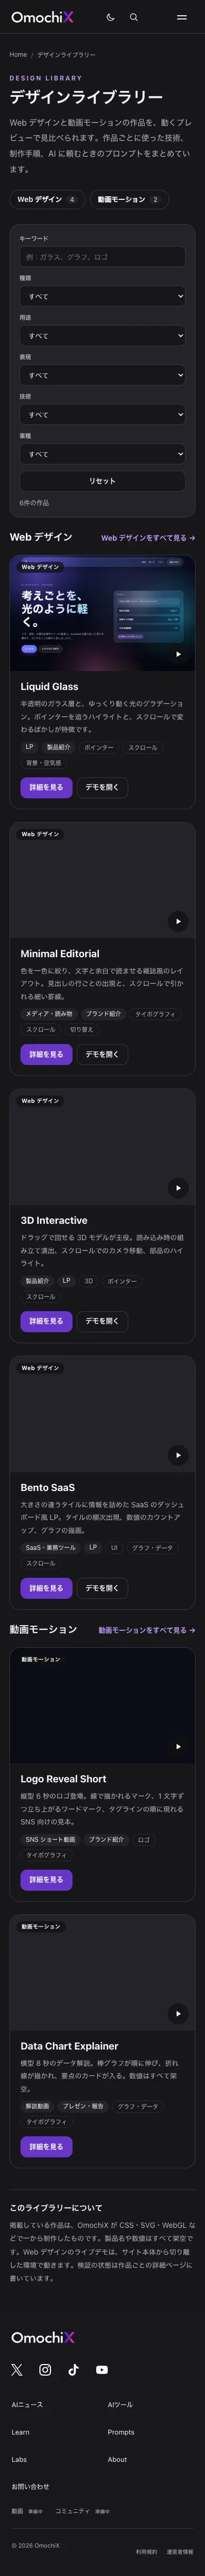 OmochiX
Home / デザインライブラリー
DESIGN LIBRARY
デザインライブラリー
Web デザインと動画モーションの作品を、動くプレ
ビューで見比べられます。作品ごとに使った技術、
制作手順、AI に頼むときのプロンプトをまとめてい
ます。
Web デザイン 4 動画モーション 2
キーワード
例：ガラス、グラフ、ロゴ
種類
すべて
用途
すべて
表現
すべて
技術
すべて
業種
すべて
リセット
6件の作品
Web デザイン Web デザインをすべて見る →
Web デザイン
考えごとを、
光のように軽
く。
Liquid Glass
半透明のガラス層と、ゆっくり動く光のグラデーショ
ン。ポインターを追うハイライトと、スクロールで変
わるぼかしが特徴です。
LP 製品紹介 ポインター スクロール
背景・空気感
詳細を見る デモを開く
Web デザイン
Minimal Editorial
色を一色に絞り、文字と余白で読ませる雑誌風のレイ
アウト。見出しの行ごとの出現と、スクロールで引か
れる細い罫線。
メディア・読み物 ブランド紹介 タイポグラフィ
スクロール 切り替え
詳細を見る デモを開く
Web デザイン
3D Interactive
ドラッグで回せる 3D モデルが主役。読み込み時の組
み立て演出、スクロールでのカメラ移動、部品のハイ
ライト。
製品紹介 LP 3D ポインター
スクロール
詳細を見る デモを開く
Web デザイン
Bento SaaS
大きさの違うタイルに情報を詰めた SaaS のダッシュ
ボード風 LP。タイルの順次出現、数値のカウントア
ップ、グラフの描画。
SaaS・業務ツール LP UI グラフ・データ
スクロール
詳細を見る デモを開く
動画モーション 動画モーションをすべて見る →
動画モーション
Logo Reveal Short
縦型 6 秒のロゴ登場。線で描かれるマーク、1 文字ず
つ立ち上がるワードマーク、タグラインの順に現れる
SNS 向けの見本。
SNS ショート動画 ブランド紹介 ロゴ
タイポグラフィ
詳細を見る
動画モーション
Data Chart Explainer
横型 8 秒のデータ解説。棒グラフが順に伸び、折れ
線が描かれ、要点のカードが入る。数値はすべて架
空。
解説動画 プレゼン・報告 グラフ・データ
タイポグラフィ
詳細を見る
このライブラリーについて
掲載している作品は、OmochiX が CSS・SVG・WebGL な
どで一から制作したものです。製品名や数値はすべて架空で
す。Web デザインのライブデモは、サイト本体から切り離し
た環境で動きます。検証の状態は作品ごとの詳細ページに
書いています。
OmochiX
AIニュース AIツール
Learn Prompts
Labs About
お問い合わせ
動画 準備中 コミュニティ 準備中
© 2026 OmochiX
利用規約 運営者情報